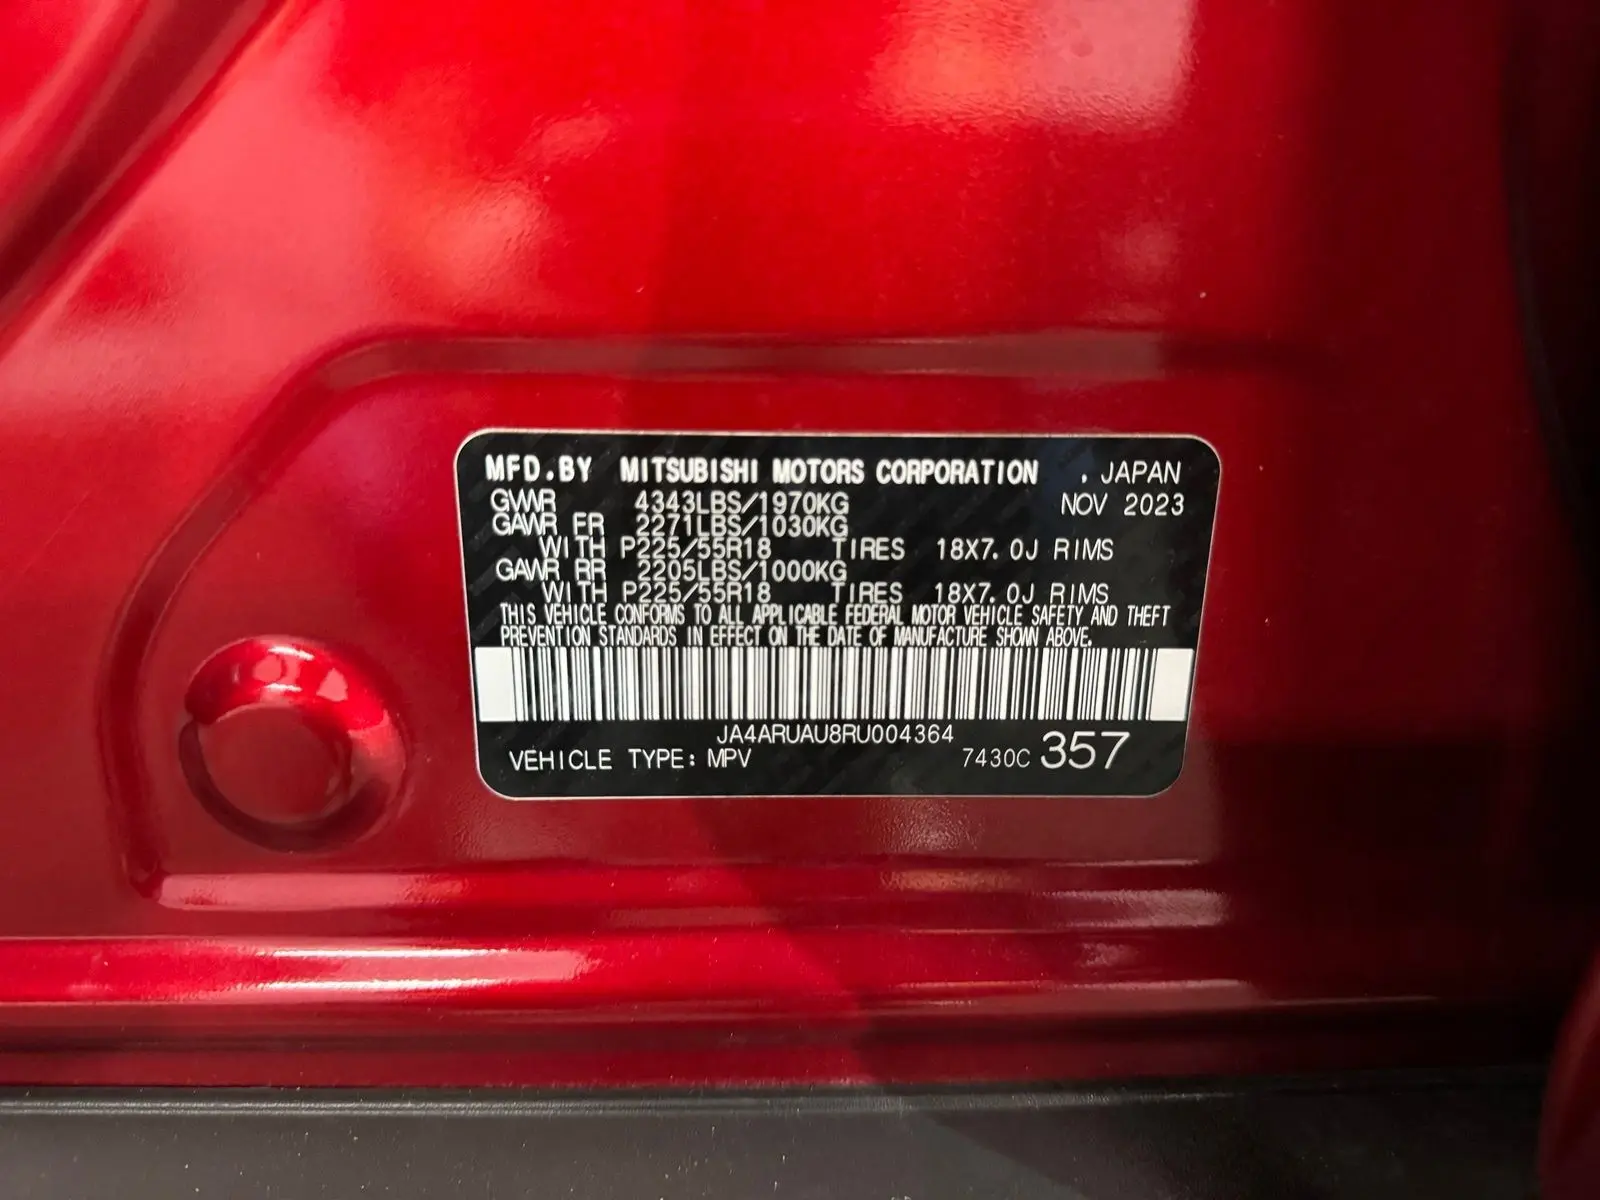 MFD.BY MITSUBISHI MOTORS CORPORATION , JAPAN
GVWR 4343LBS/1970KG NOV 2023
GAWR FR 2271LBS/1030KG
WITH P225/55R18 TIRES 18X7.0J RIMS
GAWR RR 2205LBS/1000KG
WITH P225/55R18 TIRES 18X7.0J RIMS
THIS VEHICLE CONFORMS TO ALL APPLICABLE FEDERAL MOTOR VEHICLE SAFETY AND THEFT
PREVENTION STANDARDS IN EFFECT ON THE DATE OF MANUFACTURE SHOWN ABOVE.
JA4ARUAU8RU004364
VEHICLE TYPE: MPV 7430C 357